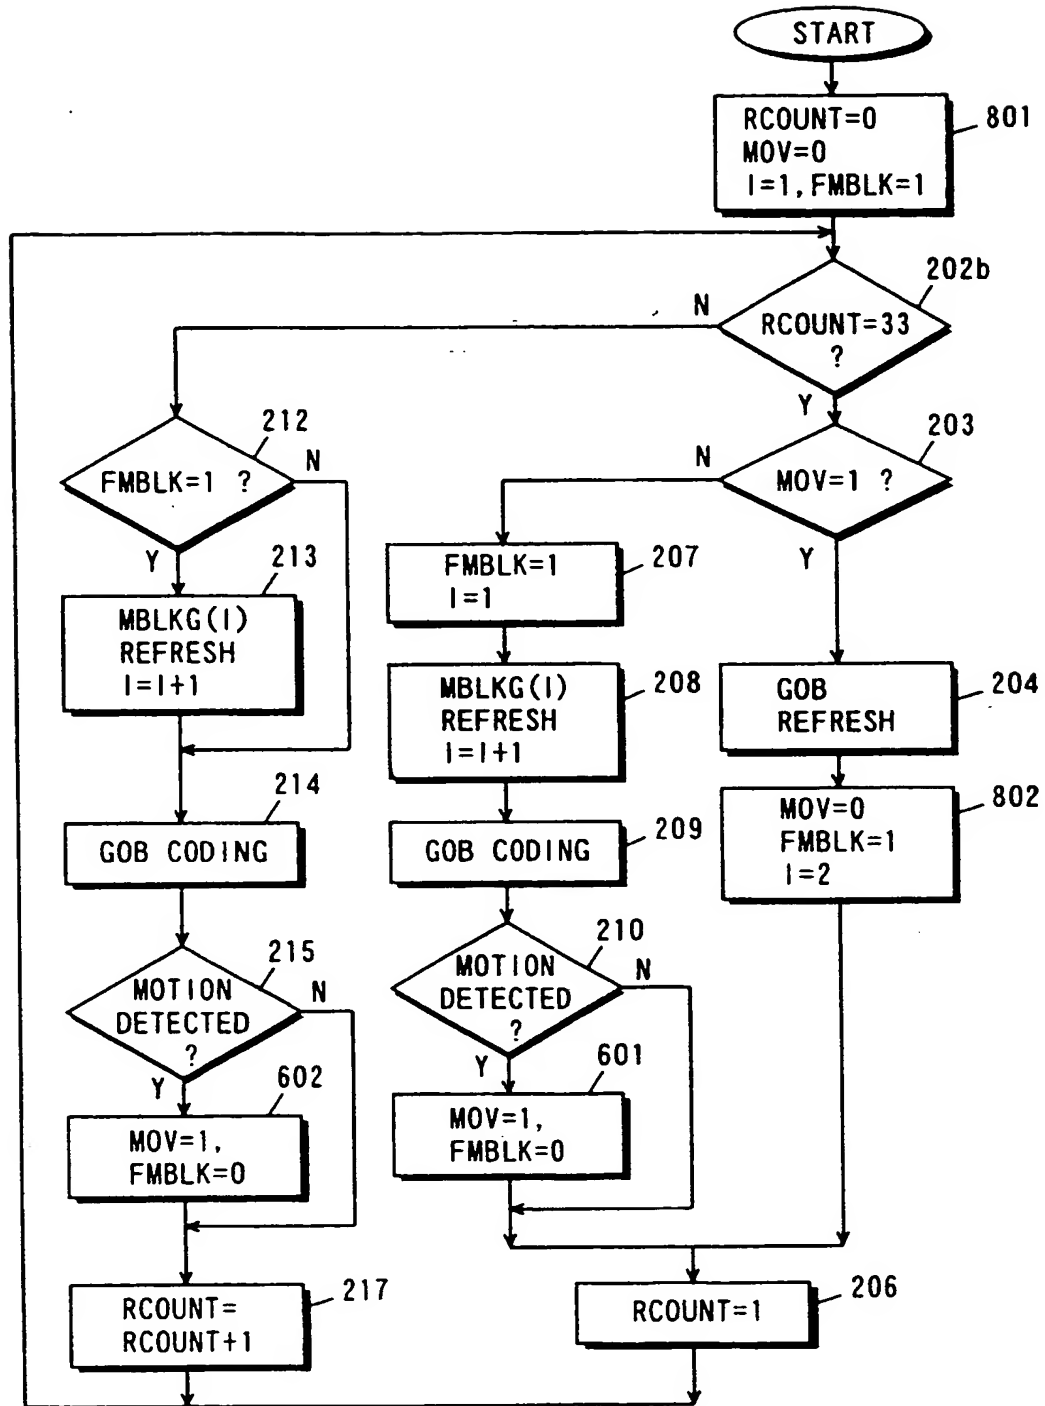 START
RCOUNT=0
MOV=0
I=1,FMBLK=1
801
202b
RCOUNT=33
?
N
Y
212
FMBLK=1 ?
N
Y
203
MOV=1 ?
N
Y
213
MBLKG(I)
REFRESH
I=I+1
FMBLK=1
I=1
207
MBLKG(I)
REFRESH
I=I+1
208
GOB
REFRESH
204
214
GOB CODING
GOB CODING
209
MOV=0
FMBLK=1
I=2
802
215
MOTION
DETECTED
?
N
Y
210
MOTION
DETECTED
?
N
Y
602
MOV=1,
FMBLK=0
601
MOV=1,
FMBLK=0
RCOUNT=
RCOUNT+1
217
RCOUNT=1
206